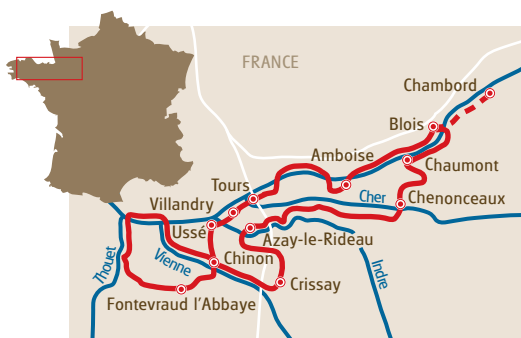 FRANCE
Chambord
Blois
Amboise
Chaumont
Tours
Cher
Chenonceaux
Villandry
Ussé
Azay-le-Rideau
Thouet
Vienne
Chinon
Indre
Crissay
Fontevraud l'Abbaye